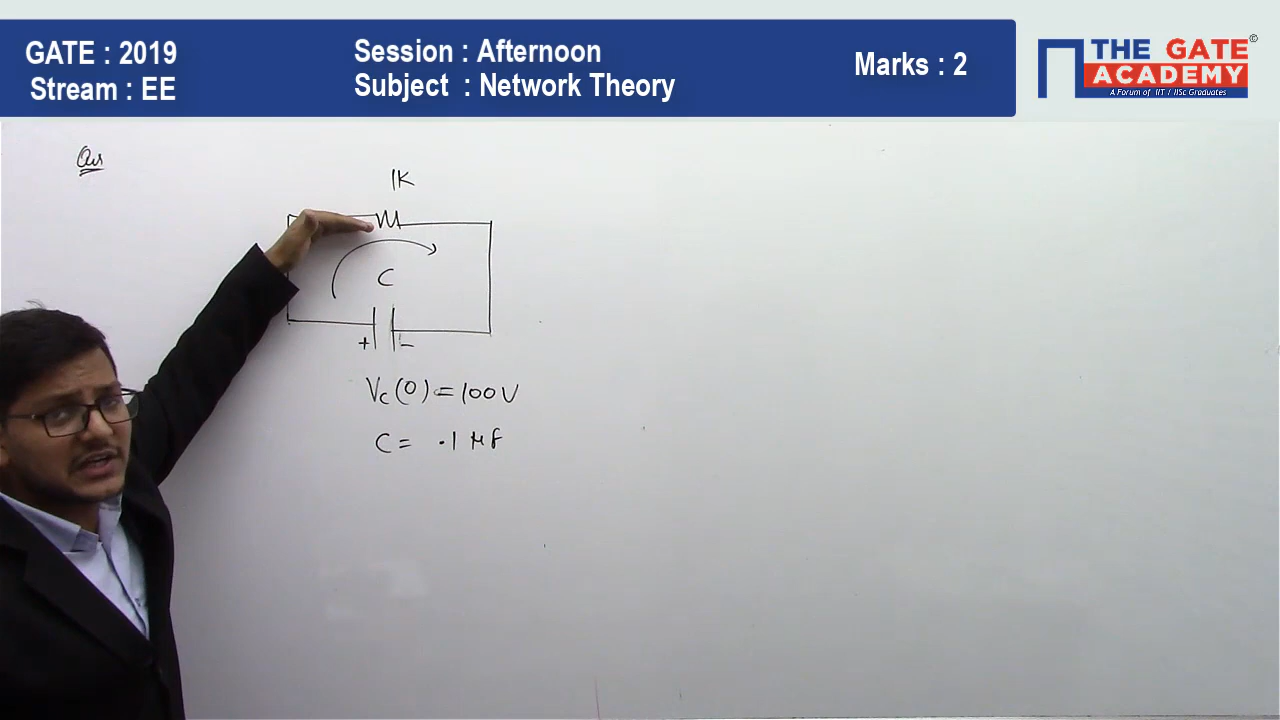 GATE : 2019
Stream : EE
Session : Afternoon
Subject : Network Theory
Marks : 2
THE GATE
ACADEMY
©
A Forum of IIT / IISc Graduates
Qus
1K
C
+ -
Vc(0) = 100V
C = .1 μf